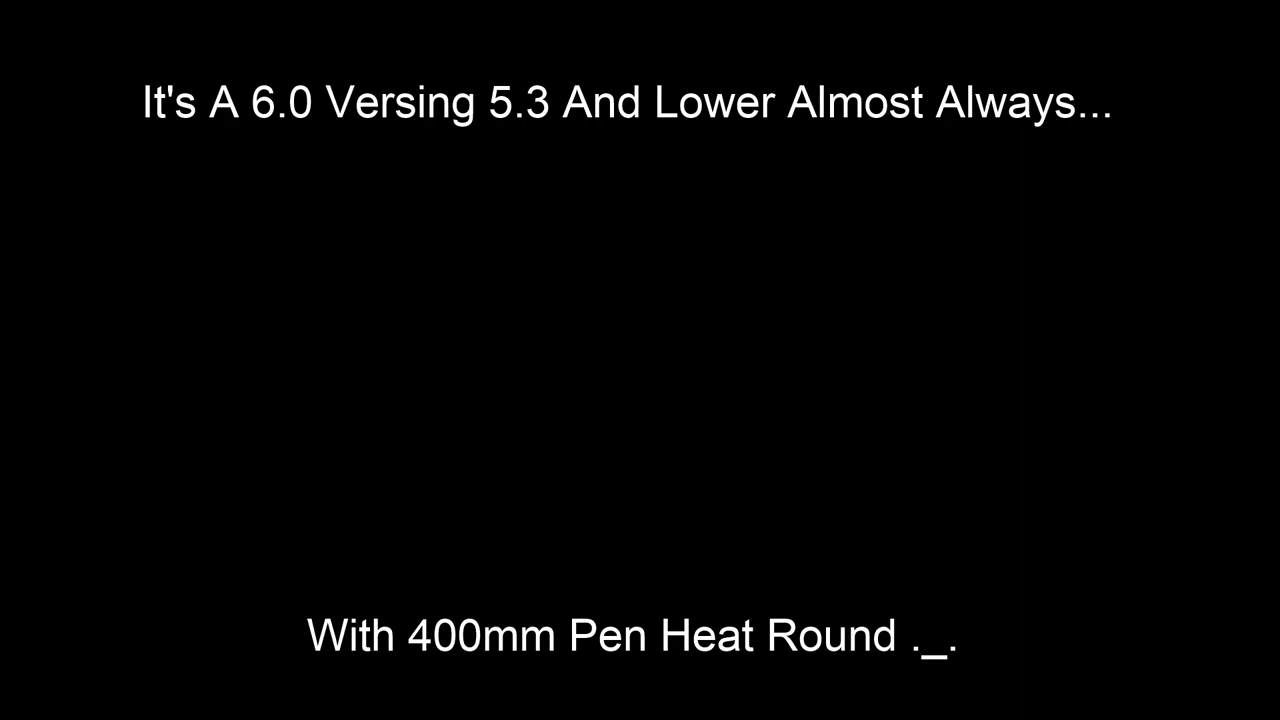 It's A 6.0 Versing 5.3 And Lower Almost Always...
With 400mm Pen Heat Round ._.